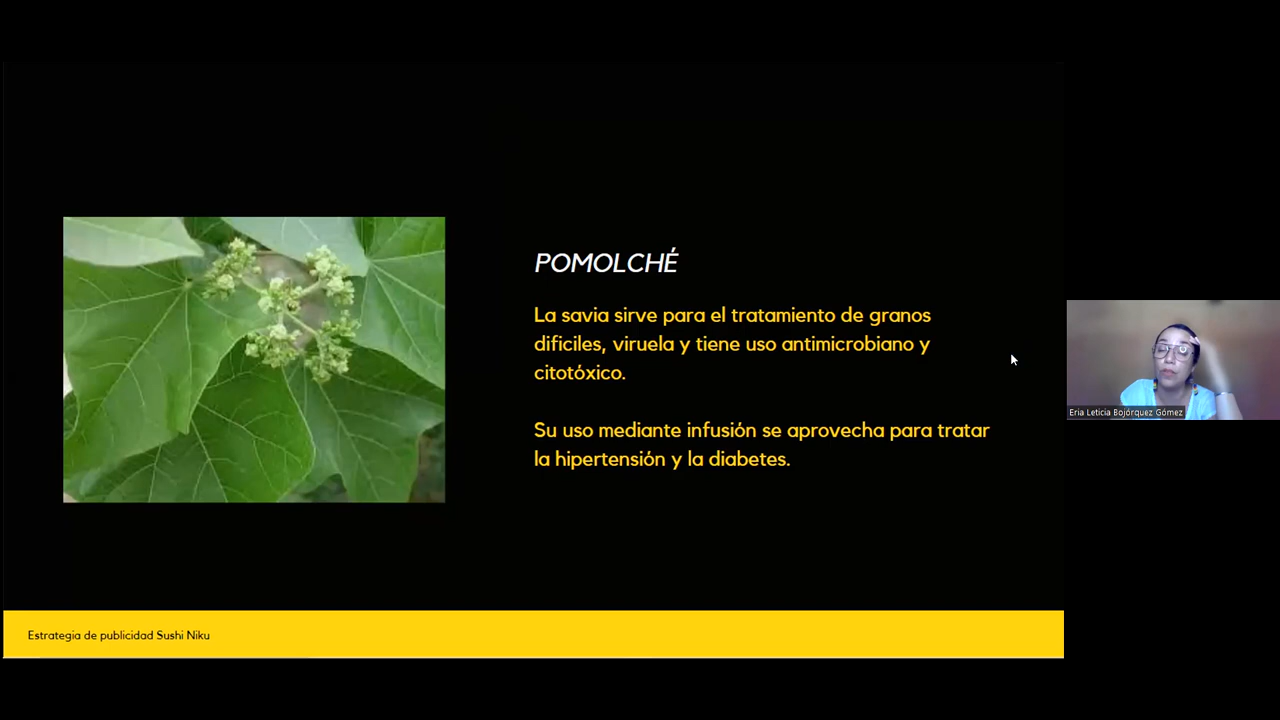 POMOLCHÉ
La savia sirve para el tratamiento de granos
dificiles, viruela y tiene uso antimicrobiano y
citotóxico.
Su uso mediante infusión se aprovecha para tratar
la hipertensión y la diabetes.
Eria Leticia Bojórquez Gómez
Estrategia de publicidad Sushi Niku